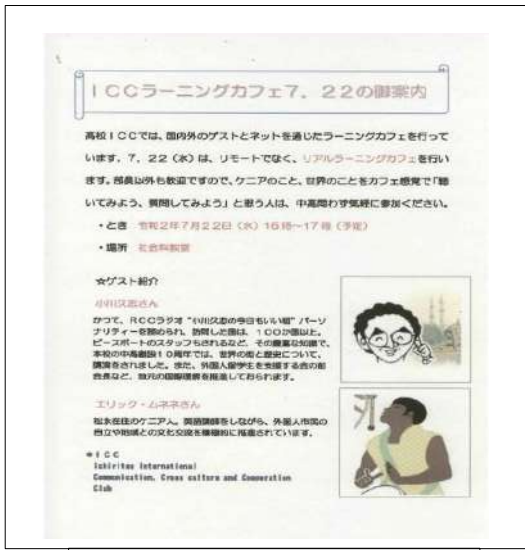 ICCラーニングカフェ7.22の御案内
高校ICCでは、国内外のゲストとネットを通じたラーニングカフェを行って
います。7.22(水)は、リモートでなく、リアルラーニングカフェを行い
ます。部員以外も歓迎ですので、ケニアのこと、世界のことをカフェ感覚で「聴
いてみよう、質問してみよう」と思う人は、中高問わず気軽に参加ください。
・とき 令和2年7月22日(水)16時~17時(予定)
・場所 社会科教室
☆ゲスト紹介
小川久志さん
かつて、RCCラジオ“小川久志の今日もいい朝”パーソ
ナリティーを務められ、訪問した国は、100か国以上。
ピースボートのスタッフもされるなど、その豊富な知識で、
本校の中高創設10周年では、世界の街と歴史について、
講演をされました。また、外国人留学生を支援する会の副
会長など、地元の国際理解を推進しておられます。
エリック・ムネネさん
松永在住のケニア人。英語講師をしながら、外国人市民の
自立や地域との文化交流を積極的に推進されています。
*ICC
Ishiritsu International
Communication, Cross culture and Cooperation
Club